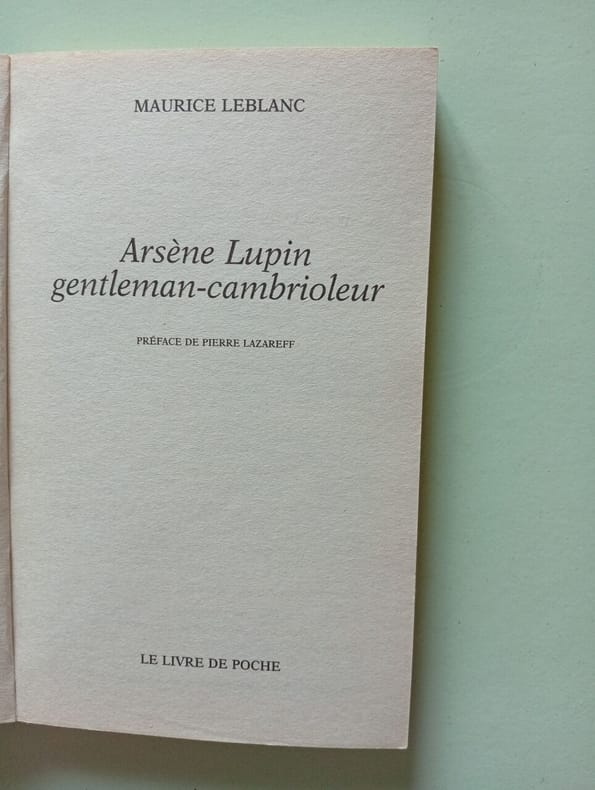 MAURICE LEBLANC
Arsène Lupin
gentleman-cambrioleur
PRÉFACE DE PIERRE LAZAREFF
LE LIVRE DE POCHE